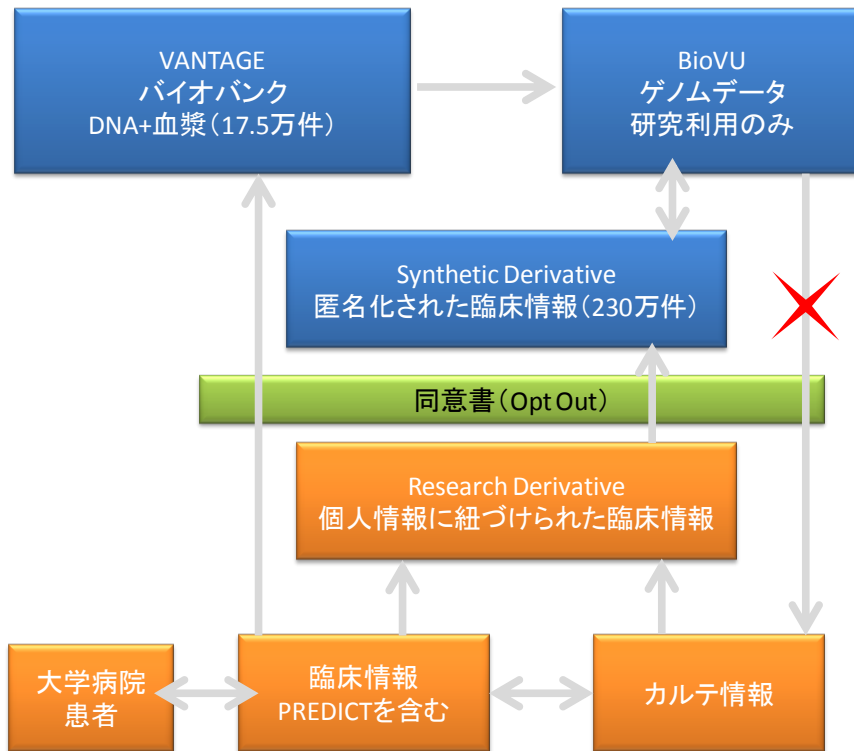 VANTAGE
バイオバンク
DNA+血漿（17.5万件）
BioVU
ゲノムデータ
研究利用のみ
Synthetic Derivative
匿名化された臨床情報（230万件）
同意書（Opt Out）
Research Derivative
個人情報に紐づけられた臨床情報
大学病院
患者
臨床情報
PREDICTを含む
カルテ情報